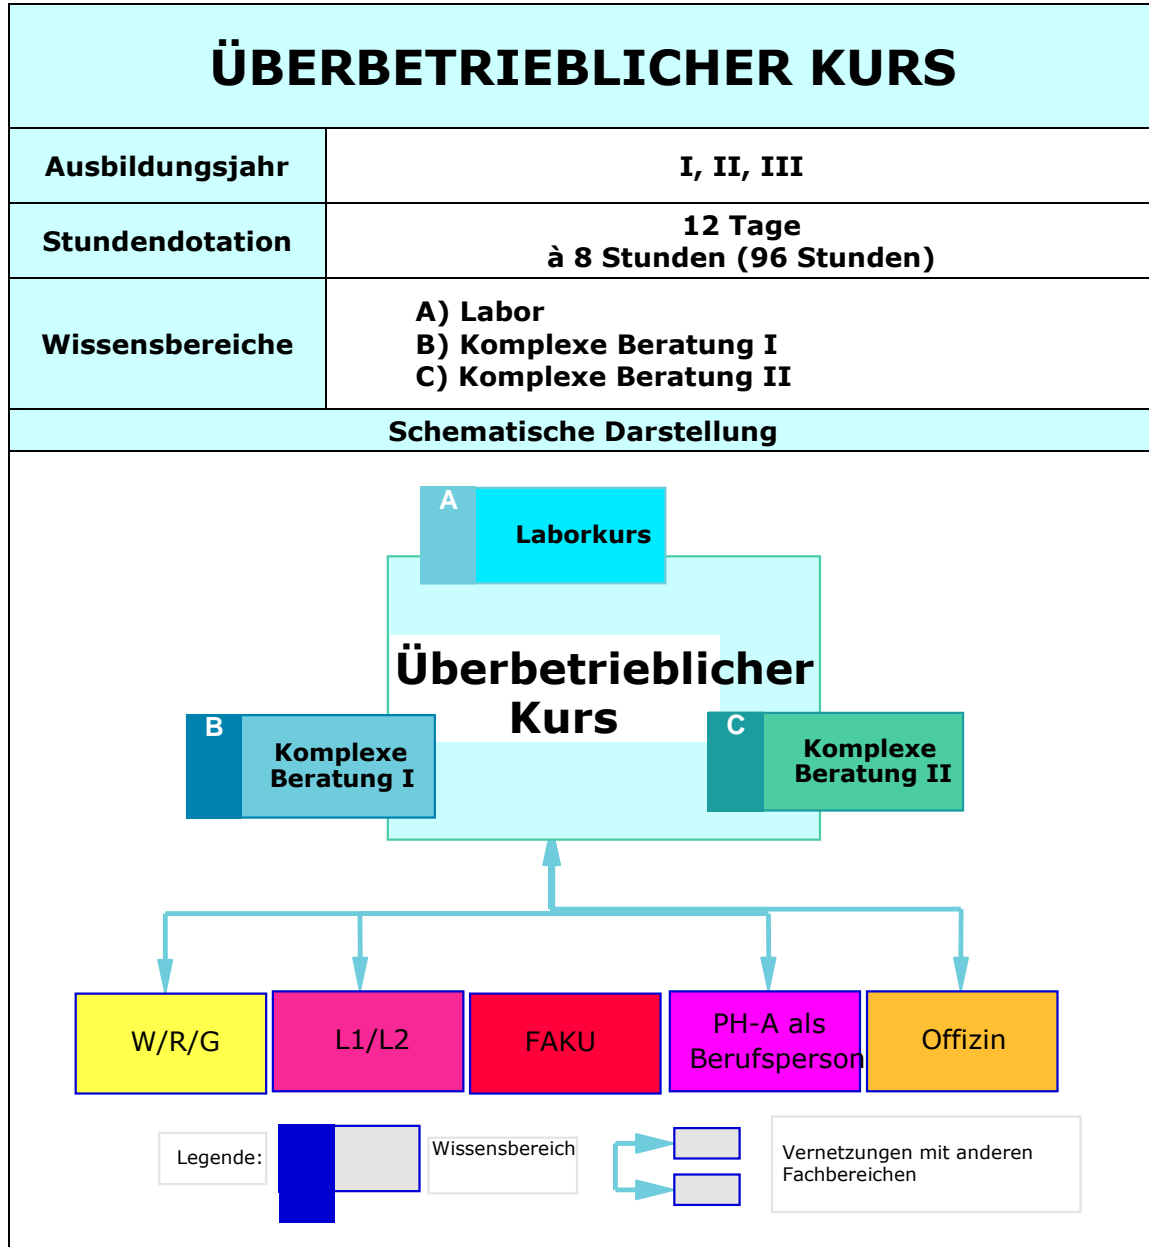 ÜBERBETRIEBLICHER KURS
Ausbildungsjahr
I, II, III
Stundendotation
12 Tage
à 8 Stunden (96 Stunden)
Wissensbereiche
A) Labor
B) Komplexe Beratung I
C) Komplexe Beratung II
Schematische Darstellung
A
Laborkurs
Überbetrieblicher
Kurs
B
Komplexe
Beratung I
C
Komplexe
Beratung II
W/R/G
L1/L2
FAKU
PH-A als
Berufsperson
Offizin
Legende:
Wissensbereich
Vernetzungen mit anderen
Fachbereichen